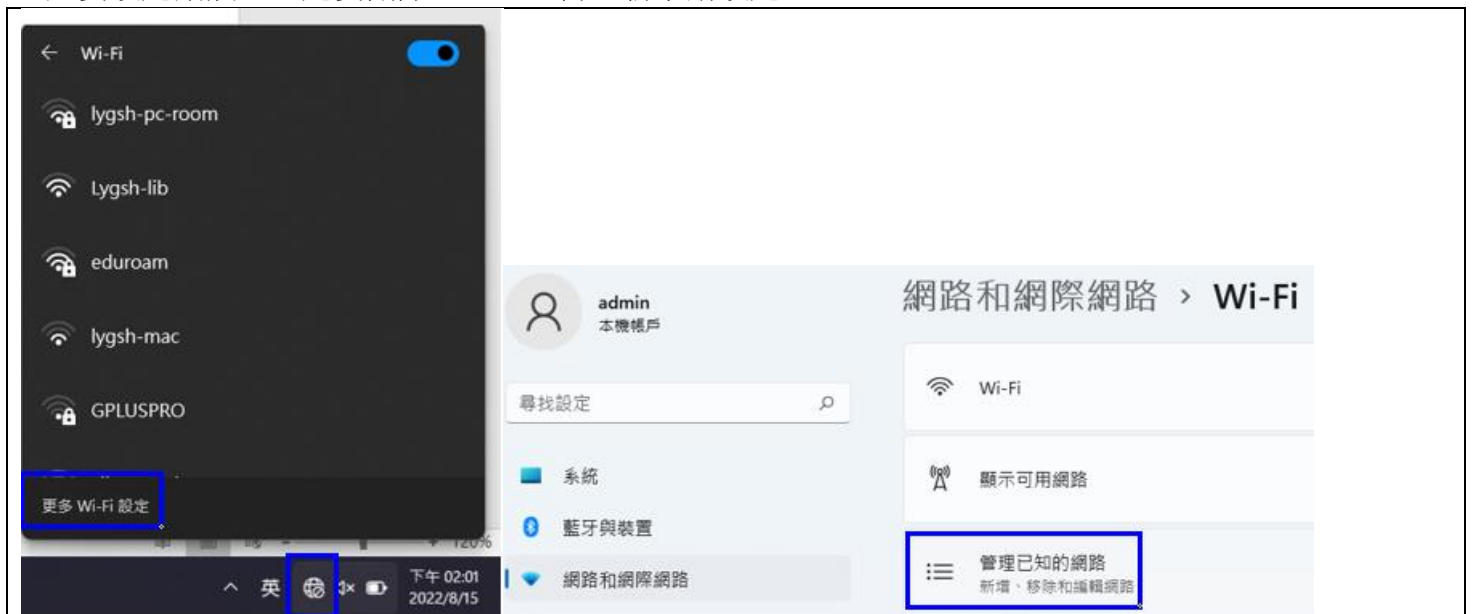 Wi-Fi
lygsh-pc-room
Lygsh-lib
eduroam
lygsh-mac
GPLUSPRO
更多 Wi-Fi 設定
120%
英
下午 02:01
2022/8/15
admin
本機帳戶
尋找設定
系統
藍牙與裝置
網路和網際網路
網路和網際網路 › Wi-Fi
Wi-Fi
顯示可用網路
管理已知的網路
新增、移除和編輯網路